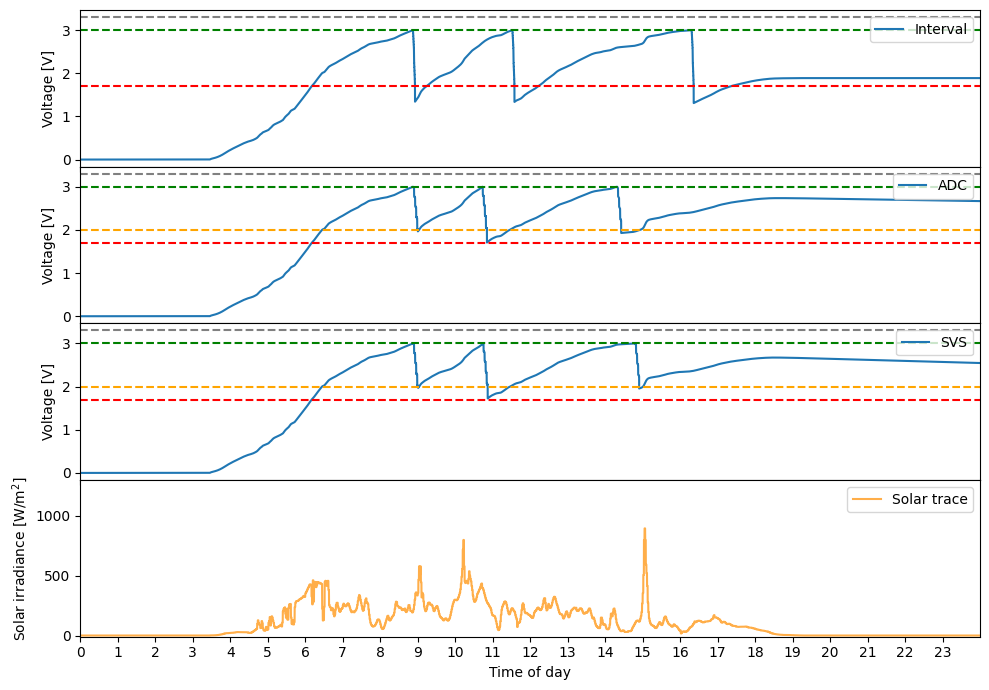 Voltage [V]
3
2
1
0
Interval
Voltage [V]
3
2
1
0
ADC
Voltage [V]
3
2
1
0
SVS
Solar irradiance [W/m²]
1000
500
0
Solar trace
0 1 2 3 4 5 6 7 8 9 10 11 12 13 14 15 16 17 18 19 20 21 22 23
Time of day